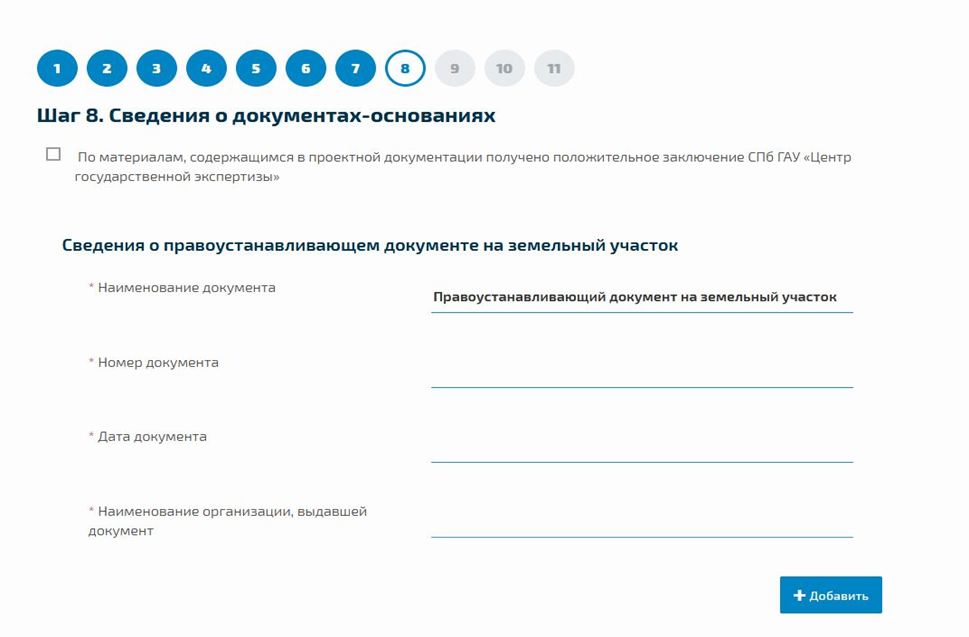 1 2 3 4 5 6 7 8 9 10 11
Шаг 8. Сведения о документах-основаниях
По материалам, содержащимся в проектной документации получено положительное заключение СПб ГАУ «Центр
государственной экспертизы»
Сведения о правоустанавливающем документе на земельный участок
* Наименование документа
Правоустанавливающий документ на земельный участок
* Номер документа
* Дата документа
* Наименование организации, выдавшей
документ
+ Добавить